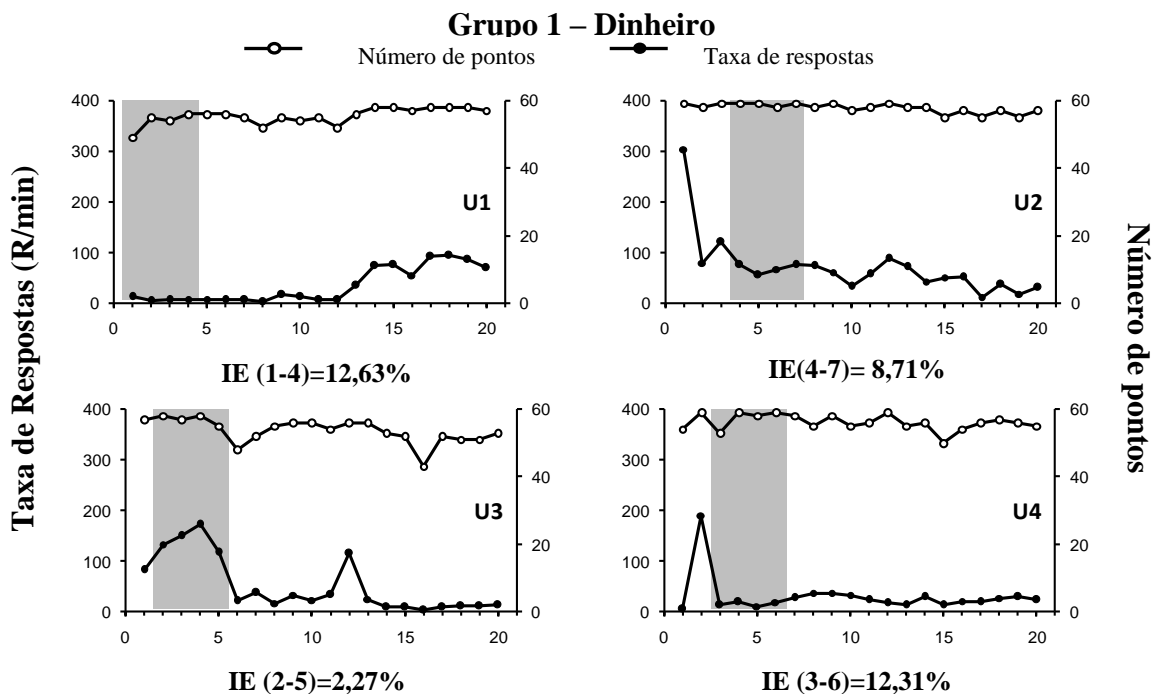 Grupo 1 – Dinheiro
Número de pontos
Taxa de respostas
Taxa de Respostas (R/min)
Número de pontos
400
300
200
100
0
60
40
20
0
U1
0 5 10 15 20
IE (1-4)=12,63%
400
300
200
100
0
60
40
20
0
U2
0 5 10 15 20
IE(4-7)= 8,71%
400
300
200
100
0
60
40
20
0
U3
0 5 10 15 20
IE (2-5)=2,27%
400
300
200
100
0
60
40
20
0
U4
0 5 10 15 20
IE (3-6)=12,31%